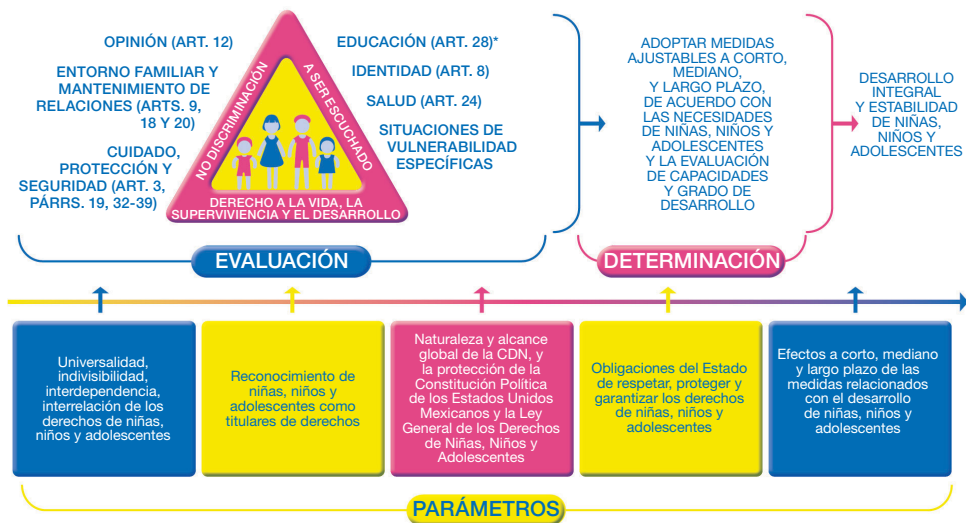 OPINIÓN (ART. 12)
ENTORNO FAMILIAR Y
MANTENIMIENTO DE
RELACIONES (ARTS. 9,
18 Y 20)
CUIDADO,
PROTECCIÓN Y
SEGURIDAD (ART. 3,
PÁRRS. 19, 32-39)
NO DISCRIMINACIÓN
A SER ESCUCHADO
DERECHO A LA VIDA, LA
SUPERVIVIENCIA Y EL DESARROLLO
EDUCACIÓN (ART. 28)*
IDENTIDAD (ART. 8)
SALUD (ART. 24)
SITUACIONES DE
VULNERABILIDAD
ESPECÍFICAS
ADOPTAR MEDIDAS
AJUSTABLES A CORTO,
MEDIANO,
Y LARGO PLAZO,
DE ACUERDO CON
LAS NECESIDADES
DE NIÑAS, NIÑOS Y
ADOLESCENTES
Y LA EVALUACIÓN
DE CAPACIDADES
Y GRADO DE
DESARROLLO
DESARROLLO
INTEGRAL
Y ESTABILIDAD
DE NIÑAS,
NIÑOS Y
ADOLESCENTES
EVALUACIÓN
DETERMINACIÓN
Universalidad,
indivisibilidad,
interdependencia,
interrelación de los
derechos de niñas,
niños y adolescentes
Reconocimiento de
niñas, niños y
adolescentes como
titulares de derechos
Naturaleza y alcance
global de la CDN, y
la protección de la
Constitución Política
de los Estados Unidos
Mexicanos y la Ley
General de los Derechos
de Niñas, Niños y
Adolescentes
Obligaciones del Estado
de respetar, proteger y
garantizar los derechos
de niñas, niños y
adolescentes
Efectos a corto, mediano
y largo plazo de las
medidas relacionados
con el desarrollo
de niñas, niños y
adolescentes
PARÁMETROS